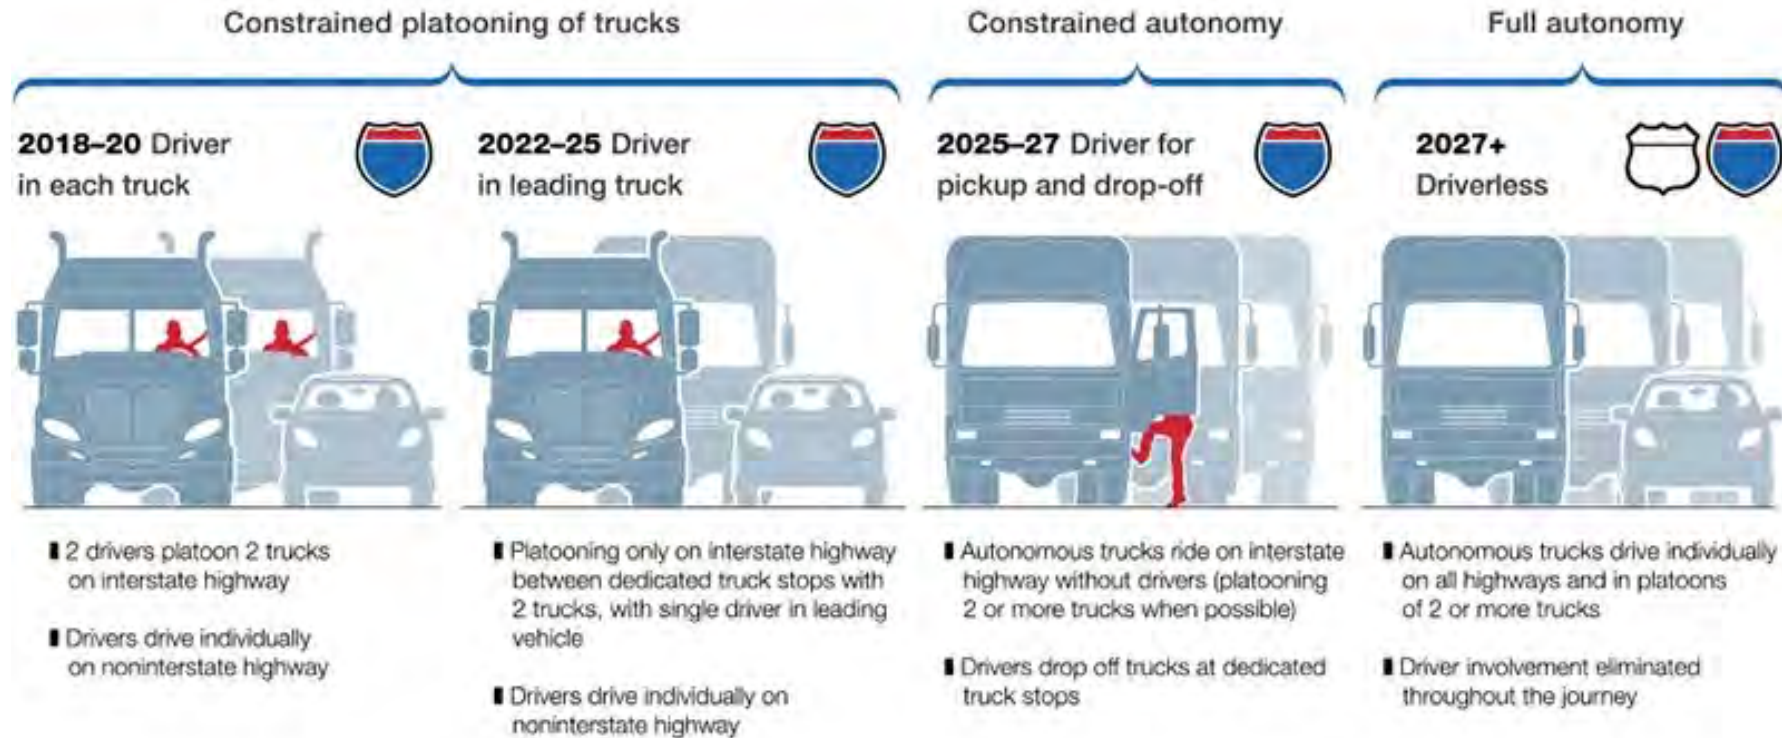 Constrained platooning of trucks
Constrained autonomy
Full autonomy
2018–20 Driver
in each truck
2022–25 Driver
in leading truck
2025–27 Driver for
pickup and drop-off
2027+
Driverless
2 drivers platoon 2 trucks
on interstate highway
Drivers drive individually
on noninterstate highway
Platooning only on interstate highway
between dedicated truck stops with
2 trucks, with single driver in leading
vehicle
Drivers drive individually on
noninterstate highway
Autonomous trucks ride on interstate
highway without drivers (platooning
2 or more trucks when possible)
Drivers drop off trucks at dedicated
truck stops
Autonomous trucks drive individually
on all highways and in platoons
of 2 or more trucks
Driver involvement eliminated
throughout the journey